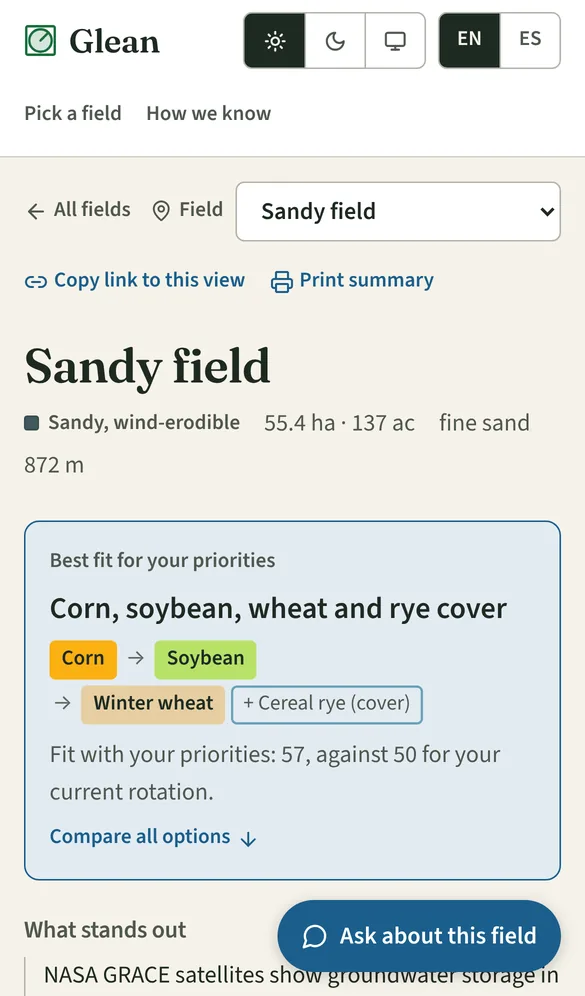 Glean
EN ES
Pick a field How we know
All fields Field Sandy field
Copy link to this view Print summary
Sandy field
Sandy, wind-erodible 55.4 ha · 137 ac fine sand
872 m
Best fit for your priorities
Corn, soybean, wheat and rye cover
Corn → Soybean
→ Winter wheat + Cereal rye (cover)
Fit with your priorities: 57, against 50 for your
current rotation.
Compare all options ↓
What stands out
Ask about this field
NASA GRACE satellites show groundwater storage in